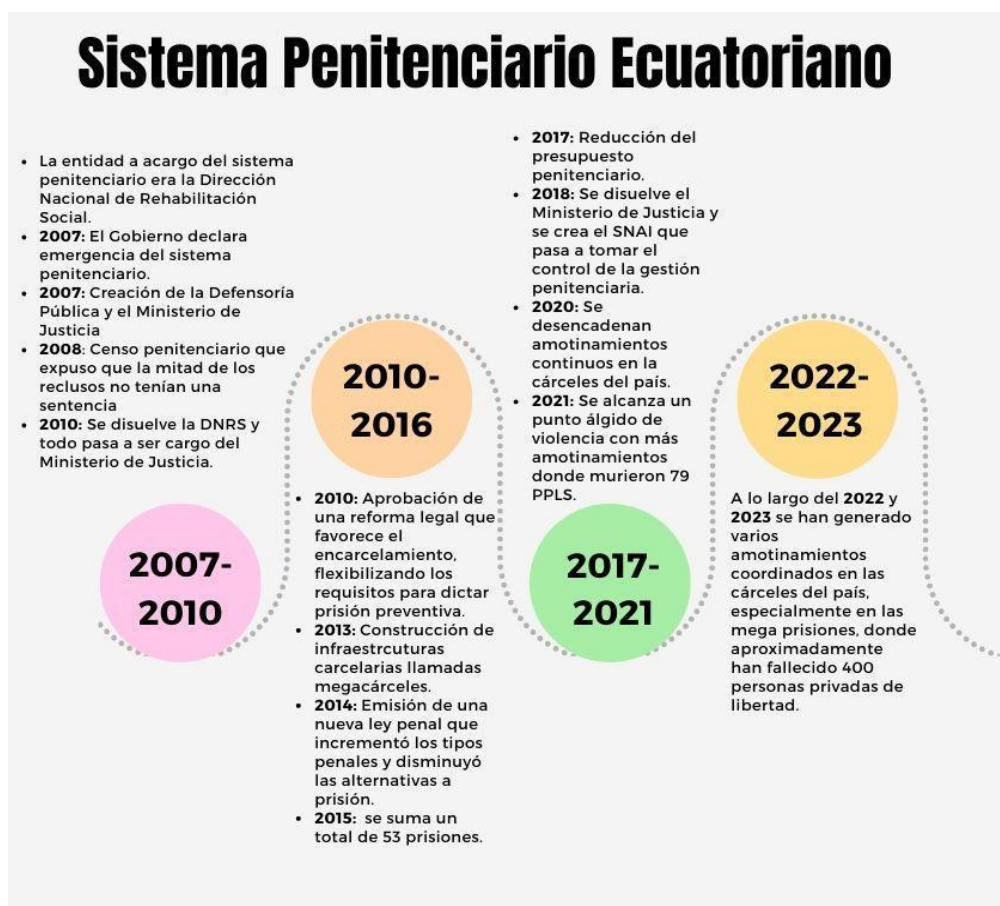 Sistema Penitenciario Ecuatoriano
• La entidad a acargo del sistema
penitenciario era la Dirección
Nacional de Rehabilitación
Social.
• 2007: El Gobierno declara
emergencia del sistema
penitenciario.
• 2007: Creación de la Defensoría
Pública y el Ministerio de
Justicia
• 2008: Censo penitenciario que
expuso que la mitad de los
reclusos no tenían una
sentencia
• 2010: Se disuelve la DNRS y
todo pasa a ser cargo del
Ministerio de Justicia.
2007-
2010
2010-
2016
• 2010: Aprobación de
una reforma legal que
favorece el
encarcelamiento,
flexibilizando los
requisitos para dictar
prisión preventiva.
• 2013: Construcción de
infraestrcuturas
carcelarias llamadas
megacárceles.
• 2014: Emisión de una
nueva ley penal que
incrementó los tipos
penales y disminuyó
las alternativas a
prisión.
• 2015: se suma un
total de 53 prisiones.
• 2017: Reducción del
presupuesto
penitenciario.
• 2018: Se disuelve el
Ministerio de Justicia y
se crea el SNAI que
pasa a tomar el
control de la gestión
penitenciaria.
• 2020: Se
desencadenan
amotinamientos
continuos en la
cárceles del país.
• 2021: Se alcanza un
punto álgido de
violencia con más
amotinamientos
donde murieron 79
PPLS.
2017-
2021
2022-
2023
A lo largo del 2022 y
2023 se han generado
varios
amotinamientos
coordinados en las
cárceles del país,
especialmente en las
mega prisiones, donde
aproximadamente
han fallecido 400
personas privadas de
libertad.